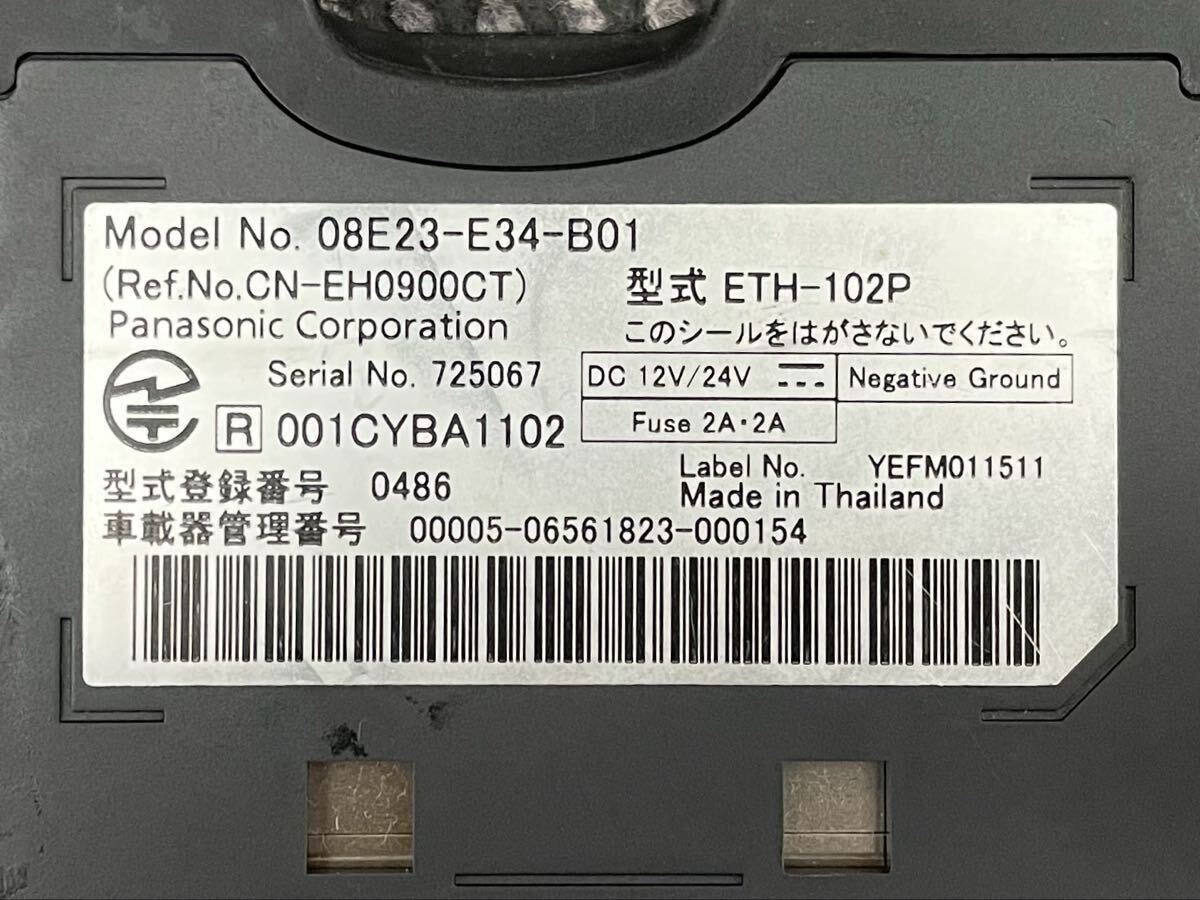 Model No. 08E23-E34-B01
(Ref.No.CN-EH0900CT) 型式 ETH-102P
Panasonic Corporation このシールをはがさないでください。
Serial No. 725067 DC 12V/24V Negative Ground
R 001CYBA1102 Fuse 2A・2A
型式登録番号 0486 Label No. YEFM011511
Made in Thailand
車載器管理番号 00005-06561823-000154